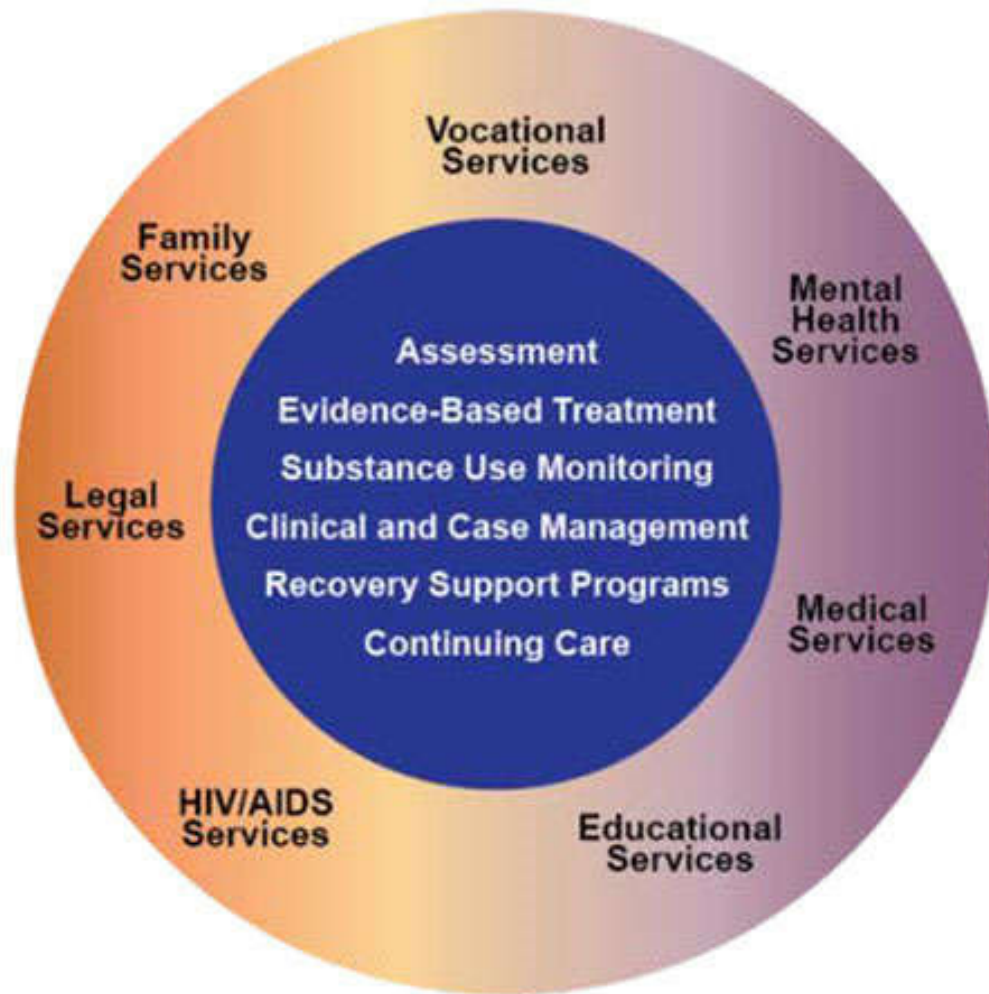 Vocational
Services
Family
Services
Mental
Health
Services
Assessment
Evidence-Based Treatment
Substance Use Monitoring
Clinical and Case Management
Recovery Support Programs
Continuing Care
Legal
Services
Medical
Services
HIV/AIDS
Services
Educational
Services